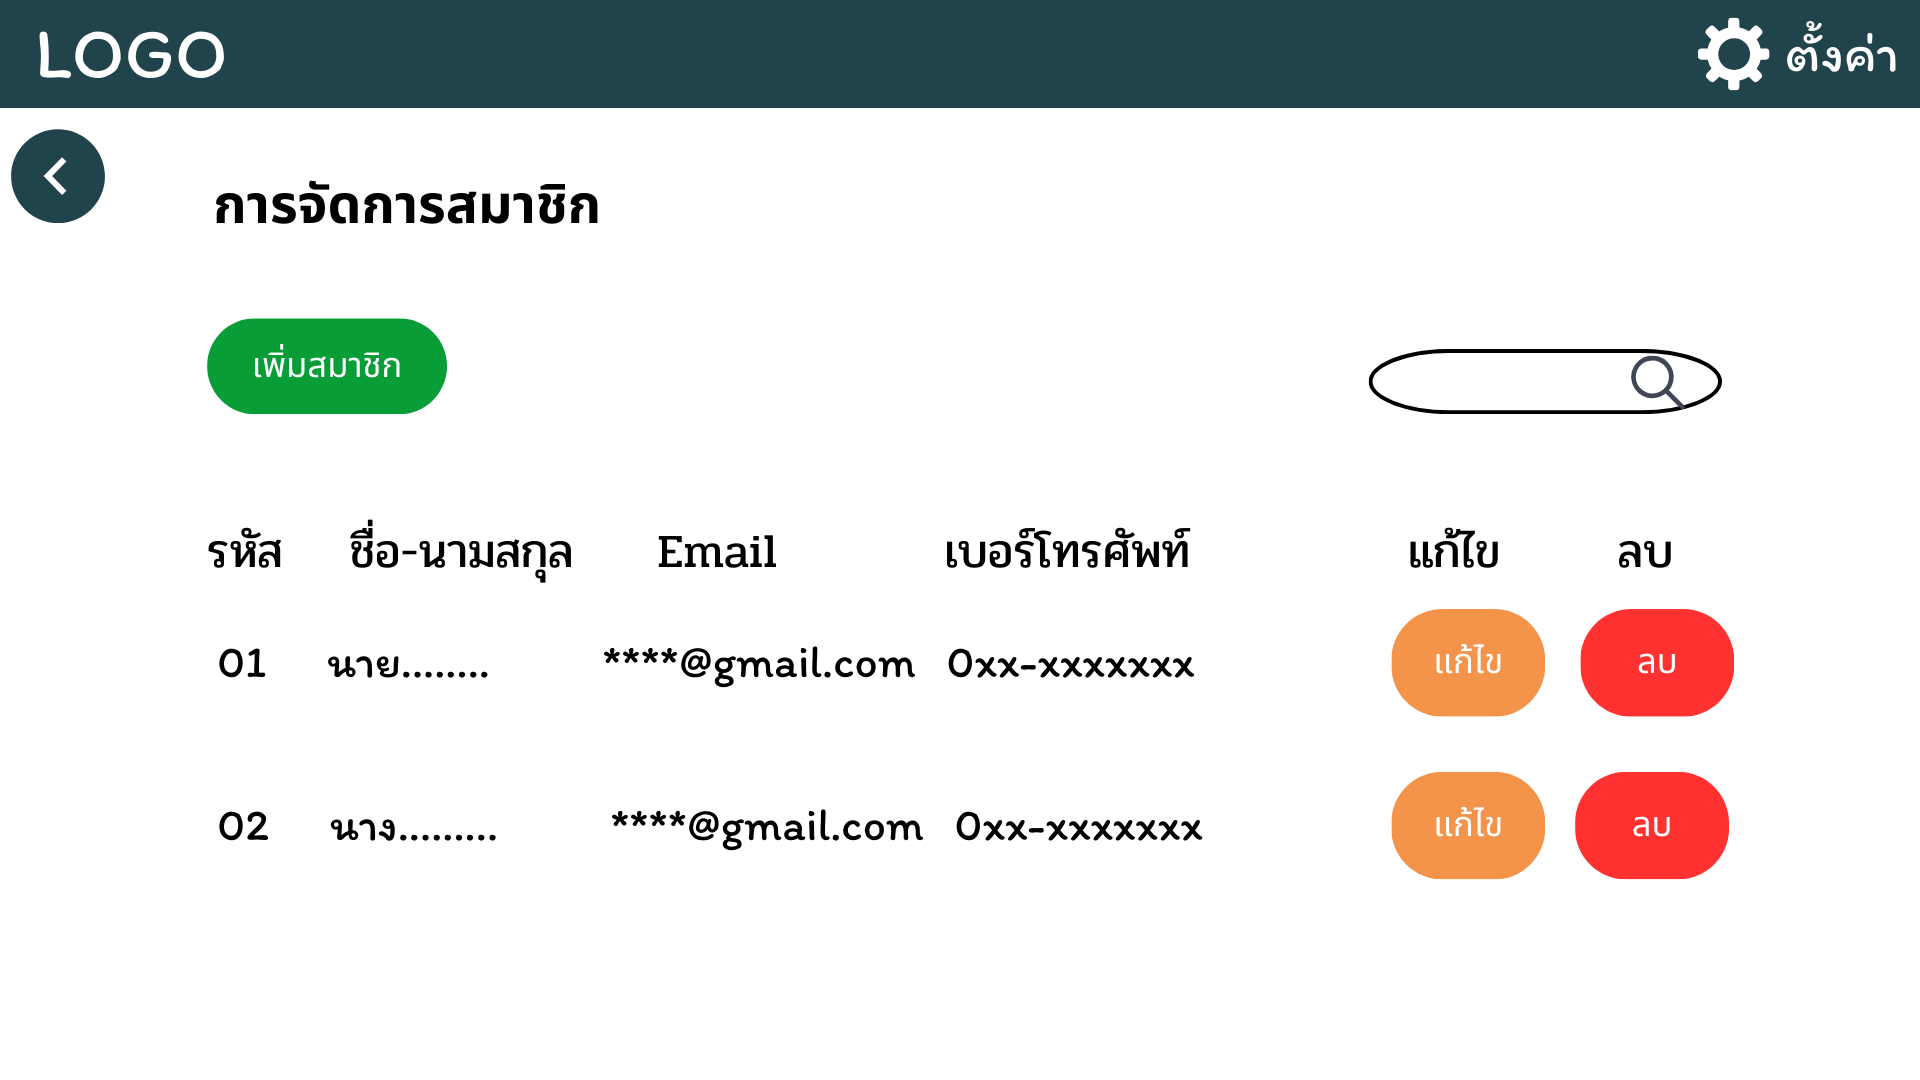 LOGO ตั้งค่า
การจัดการสมาชิก
เพิ่มสมาชิก
รหัส ชื่อ-นามสกุล Email เบอร์โทรศัพท์ แก้ไข ลบ
01 นาย........ ****@gmail.com 0xx-xxxxxxx แก้ไข ลบ
02 นาง......... ****@gmail.com 0xx-xxxxxxx แก้ไข ลบ